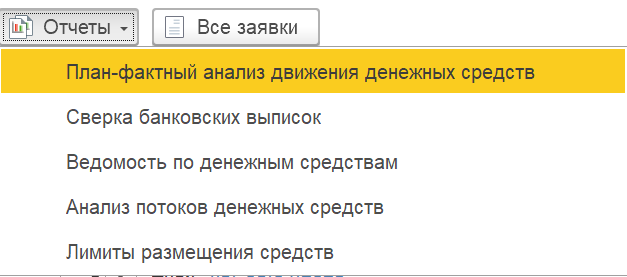 Отчеты Все заявки
План-фактный анализ движения денежных средств
Сверка банковских выписок
Ведомость по денежным средствам
Анализ потоков денежных средств
Лимиты размещения средств